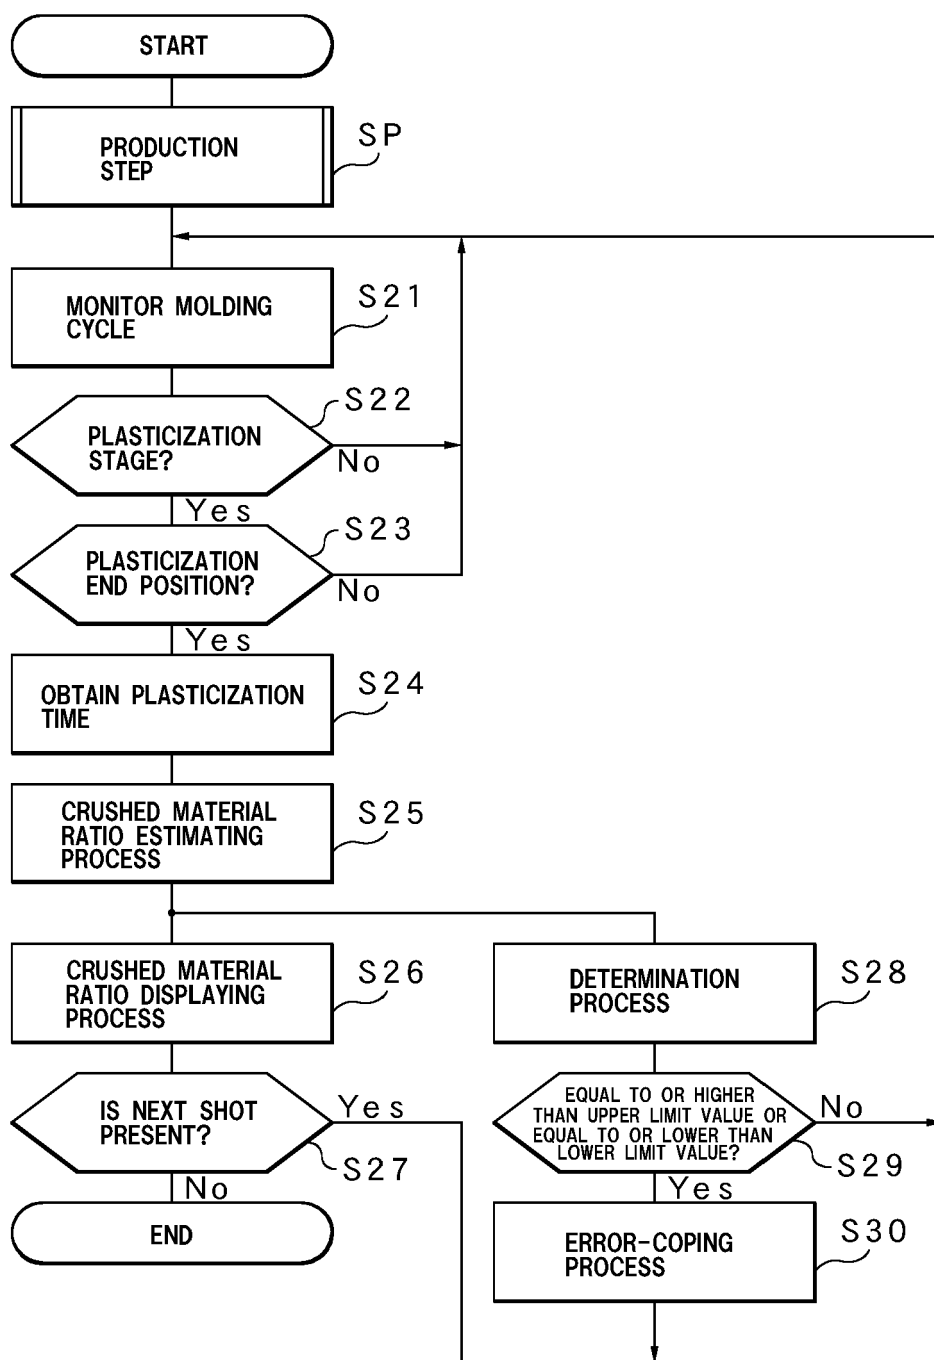 START
PRODUCTION
STEP
SP
MONITOR MOLDING
CYCLE
S21
PLASTICIZATION
STAGE?
S22
No
Yes
PLASTICIZATION
END POSITION?
S23
No
Yes
OBTAIN PLASTICIZATION
TIME
S24
CRUSHED MATERIAL
RATIO ESTIMATING
PROCESS
S25
CRUSHED MATERIAL
RATIO DISPLAYING
PROCESS
S26
DETERMINATION
PROCESS
S28
IS NEXT SHOT
PRESENT?
Yes
S27
No
EQUAL TO OR HIGHER
THAN UPPER LIMIT VALUE OR
EQUAL TO OR LOWER THAN
LOWER LIMIT VALUE?
No
S29
Yes
END
ERROR-COPING
PROCESS
S30